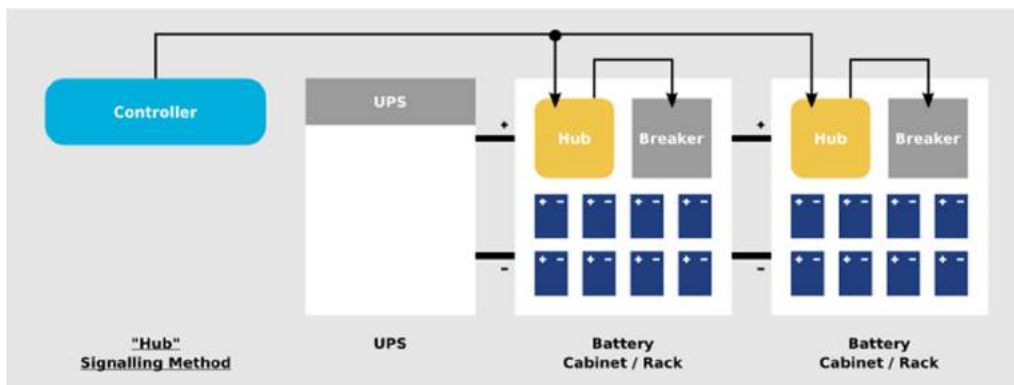 Controller
UPS
+
-
Hub
Breaker
+ - + - + - + -
+ - + - + - + -
+
-
Hub
Breaker
+ - + - + - + -
+ - + - + - + -
"Hub"
Signalling Method
UPS
Battery
Cabinet / Rack
Battery
Cabinet / Rack